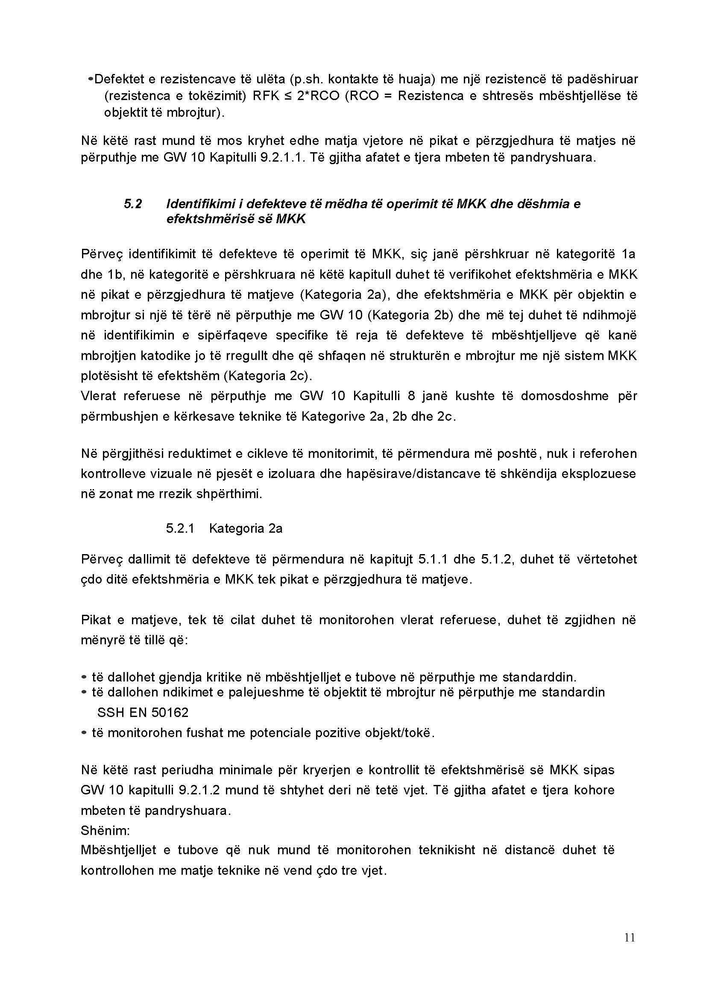 •Defektet e rezistencave të ulëta (p.sh. kontakte të huaja) me një rezistencë të padëshiruar
(rezistenca e tokëzimit) RFK ≤ 2*RCO (RCO = Rezistenca e shtresës mbështjellëse të
objektit të mbrojtur).
Në këtë rast mund të mos kryhet edhe matja vjetore në pikat e përzgjedhura të matjes në
përputhje me GW 10 Kapitulli 9.2.1.1. Të gjitha afatet e tjera mbeten të pandryshuara.
5.2 Identifikimi i defekteve të mëdha të operimit të MKK dhe dëshmia e
efektshmërisë së MKK
Përveç identifikimit të defekteve të operimit të MKK, siç janë përshkruar në kategoritë 1a
dhe 1b, në kategoritë e përshkruara në këtë kapitull duhet të verifikohet efektshmëria e MKK
në pikat e përzgjedhura të matjeve (Kategoria 2a), dhe efektshmëria e MKK për objektin e
mbrojtur si një të tërë në përputhje me GW 10 (Kategoria 2b) dhe më tej duhet të ndihmojë
në identifikimin e sipërfaqeve specifike të reja të defekteve të mbështjelljeve që kanë
mbrojtjen katodike jo të rregullt dhe që shfaqen në strukturën e mbrojtur me një sistem MKK
plotësisht të efektshëm (Kategoria 2c).
Vlerat referuese në përputhje me GW 10 Kapitulli 8 janë kushte të domosdoshme për
përmbushjen e kërkesave teknike të Kategorive 2a, 2b dhe 2c.
Në përgjithësi reduktimet e cikleve të monitorimit, të përmendura më poshtë, nuk i referohen
kontrolleve vizuale në pjesët e izoluara dhe hapësirave/distancave të shkëndija eksplozuese
në zonat me rrezik shpërthimi.
5.2.1 Kategoria 2a
Përveç dallimit të defekteve të përmendura në kapitujt 5.1.1 dhe 5.1.2, duhet të vërtetohet
çdo ditë efektshmëria e MKK tek pikat e përzgjedhura të matjeve.
Pikat e matjeve, tek të cilat duhet të monitorohen vlerat referuese, duhet të zgjidhen në
mënyrë të tillë që:
• të dallohet gjendja kritike në mbështjelljet e tubove në përputhje me standarddin.
• të dallohen ndikimet e palejueshme të objektit të mbrojtur në përputhje me standardin
SSH EN 50162
• të monitorohen fushat me potenciale pozitive objekt/tokë.
Në këtë rast periudha minimale për kryerjen e kontrollit të efektshmërisë së MKK sipas
GW 10 kapitulli 9.2.1.2 mund të shtyhet deri në tetë vjet. Të gjitha afatet e tjera kohore
mbeten të pandryshuara.
Shënim:
Mbështjelljet e tubove që nuk mund të monitorohen teknikisht në distancë duhet të
kontrollohen me matje teknike në vend çdo tre vjet.
11